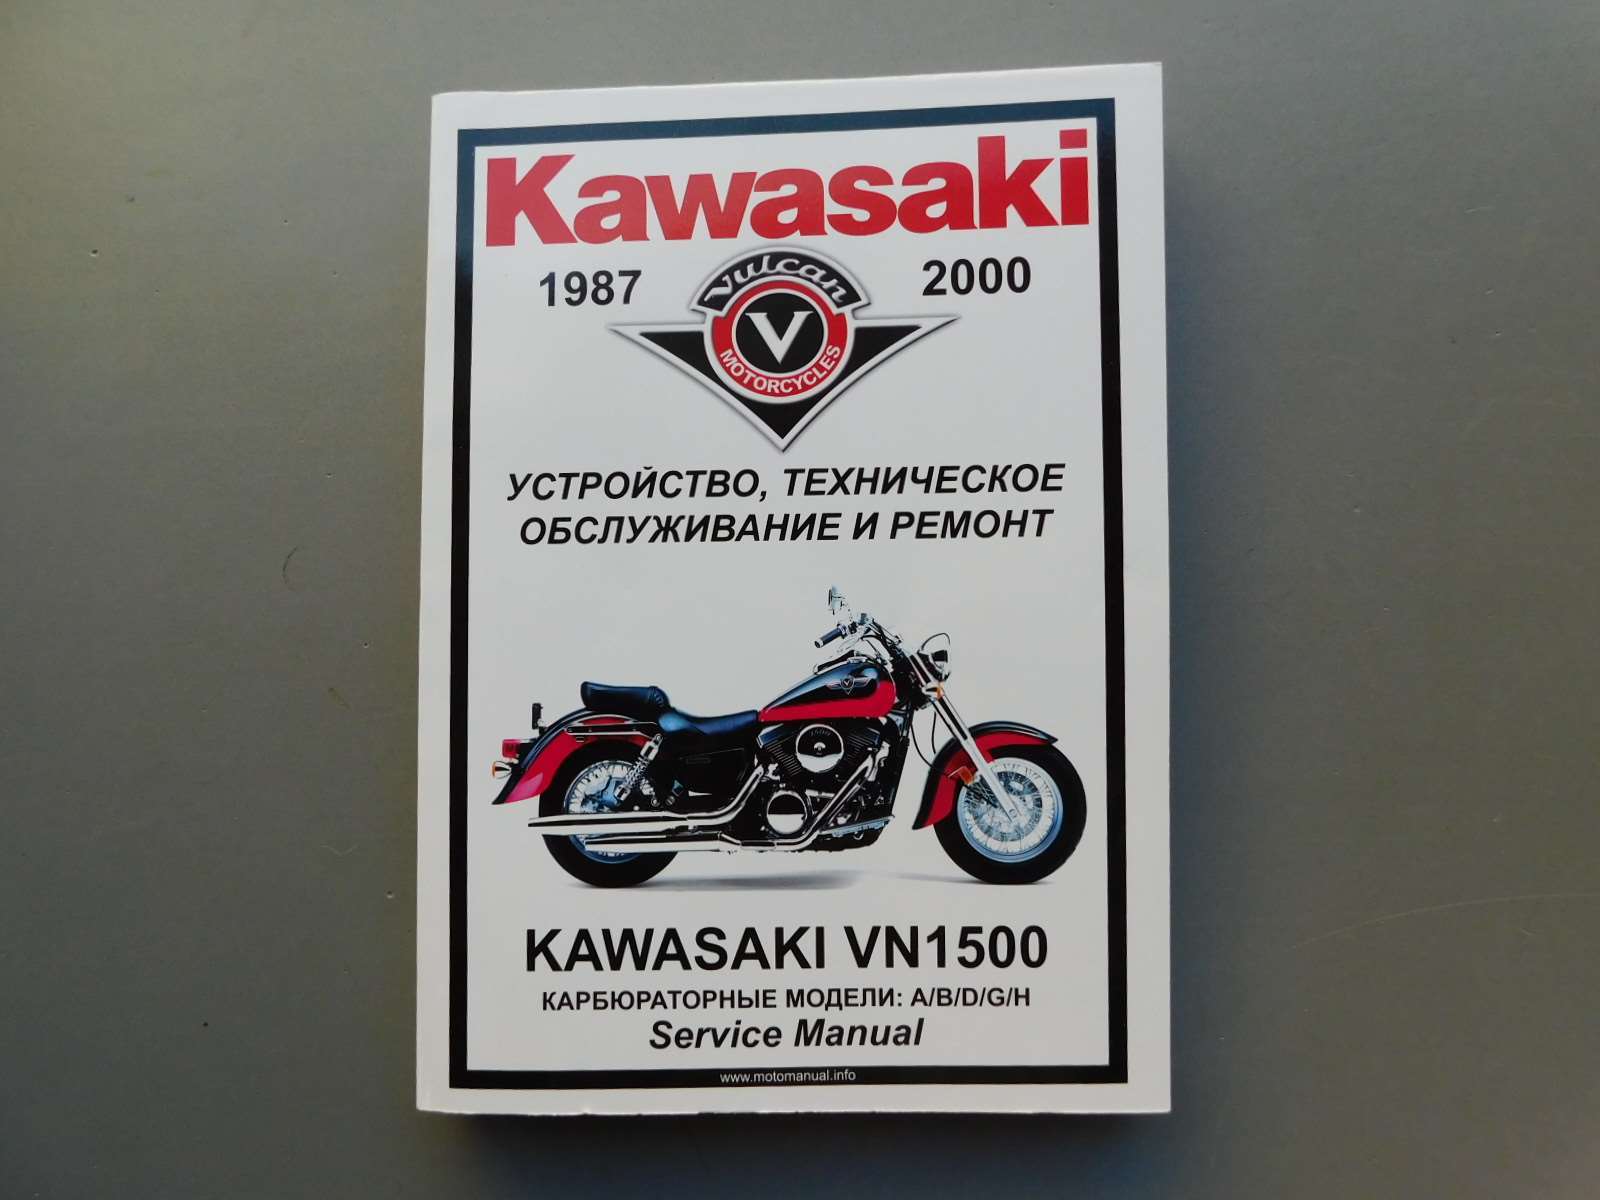 Kawasaki
1987 2000
Vulcan
V
MOTORCYCLES
УСТРОЙСТВО, ТЕХНИЧЕСКОЕ
ОБСЛУЖИВАНИЕ И РЕМОНТ
KAWASAKI VN1500
КАРБЮРАТОРНЫЕ МОДЕЛИ: A/B/D/G/H
Service Manual
www.motomanual.info